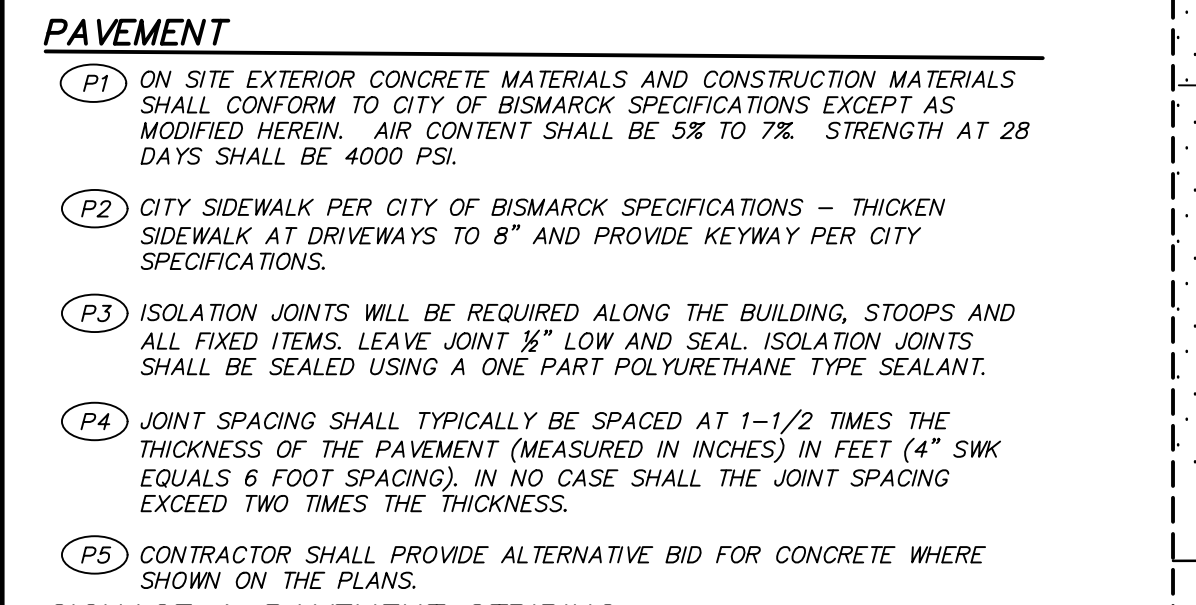 PAVEMENT
P1 ON SITE EXTERIOR CONCRETE MATERIALS AND CONSTRUCTION MATERIALS
SHALL CONFORM TO CITY OF BISMARCK SPECIFICATIONS EXCEPT AS
MODIFIED HEREIN. AIR CONTENT SHALL BE 5% TO 7%. STRENGTH AT 28
DAYS SHALL BE 4000 PSI.
P2 CITY SIDEWALK PER CITY OF BISMARCK SPECIFICATIONS – THICKEN
SIDEWALK AT DRIVEWAYS TO 8" AND PROVIDE KEYWAY PER CITY
SPECIFICATIONS.
P3 ISOLATION JOINTS WILL BE REQUIRED ALONG THE BUILDING, STOOPS AND
ALL FIXED ITEMS. LEAVE JOINT ½" LOW AND SEAL. ISOLATION JOINTS
SHALL BE SEALED USING A ONE PART POLYURETHANE TYPE SEALANT.
P4 JOINT SPACING SHALL TYPICALLY BE SPACED AT 1–1/2 TIMES THE
THICKNESS OF THE PAVEMENT (MEASURED IN INCHES) IN FEET (4" SWK
EQUALS 6 FOOT SPACING). IN NO CASE SHALL THE JOINT SPACING
EXCEED TWO TIMES THE THICKNESS.
P5 CONTRACTOR SHALL PROVIDE ALTERNATIVE BID FOR CONCRETE WHERE
SHOWN ON THE PLANS.